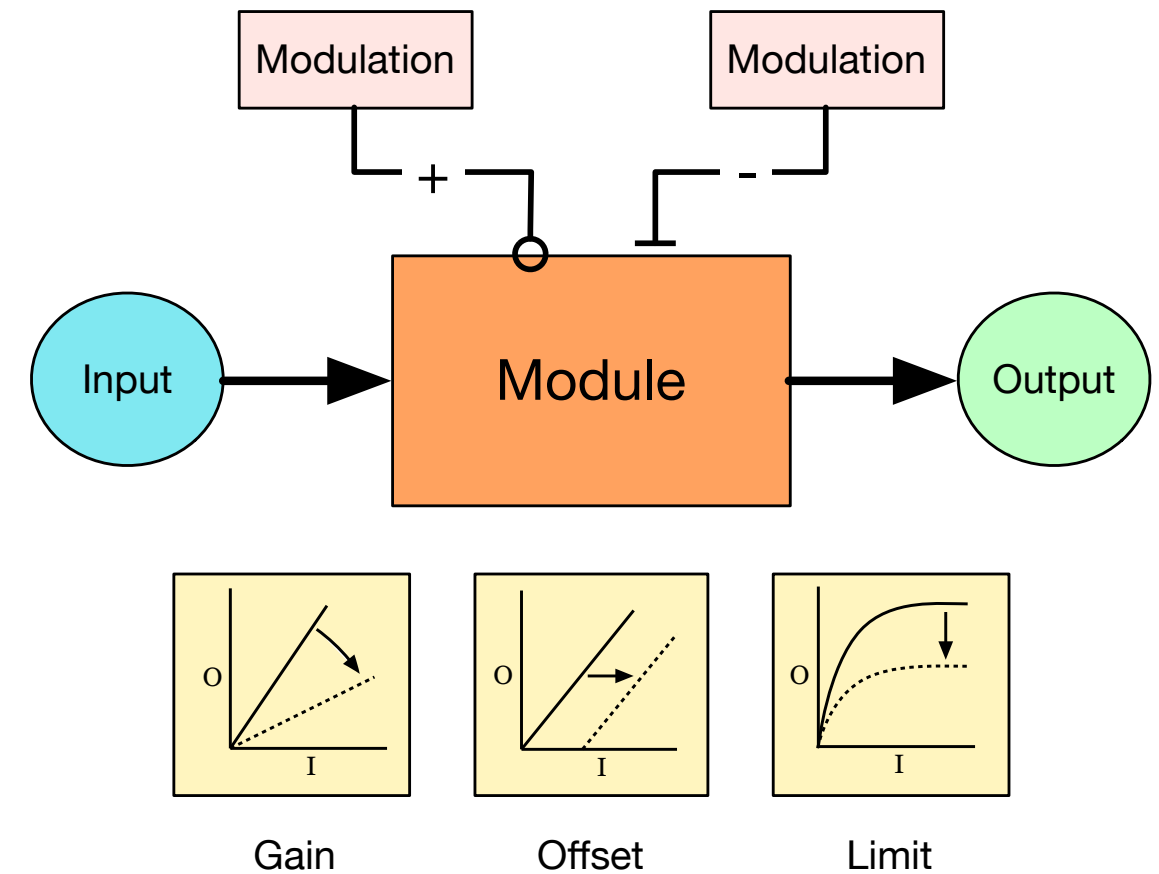 Modulation
Modulation
+
-
Input
Module
Output
O
I
O
I
O
I
Gain
Offset
Limit